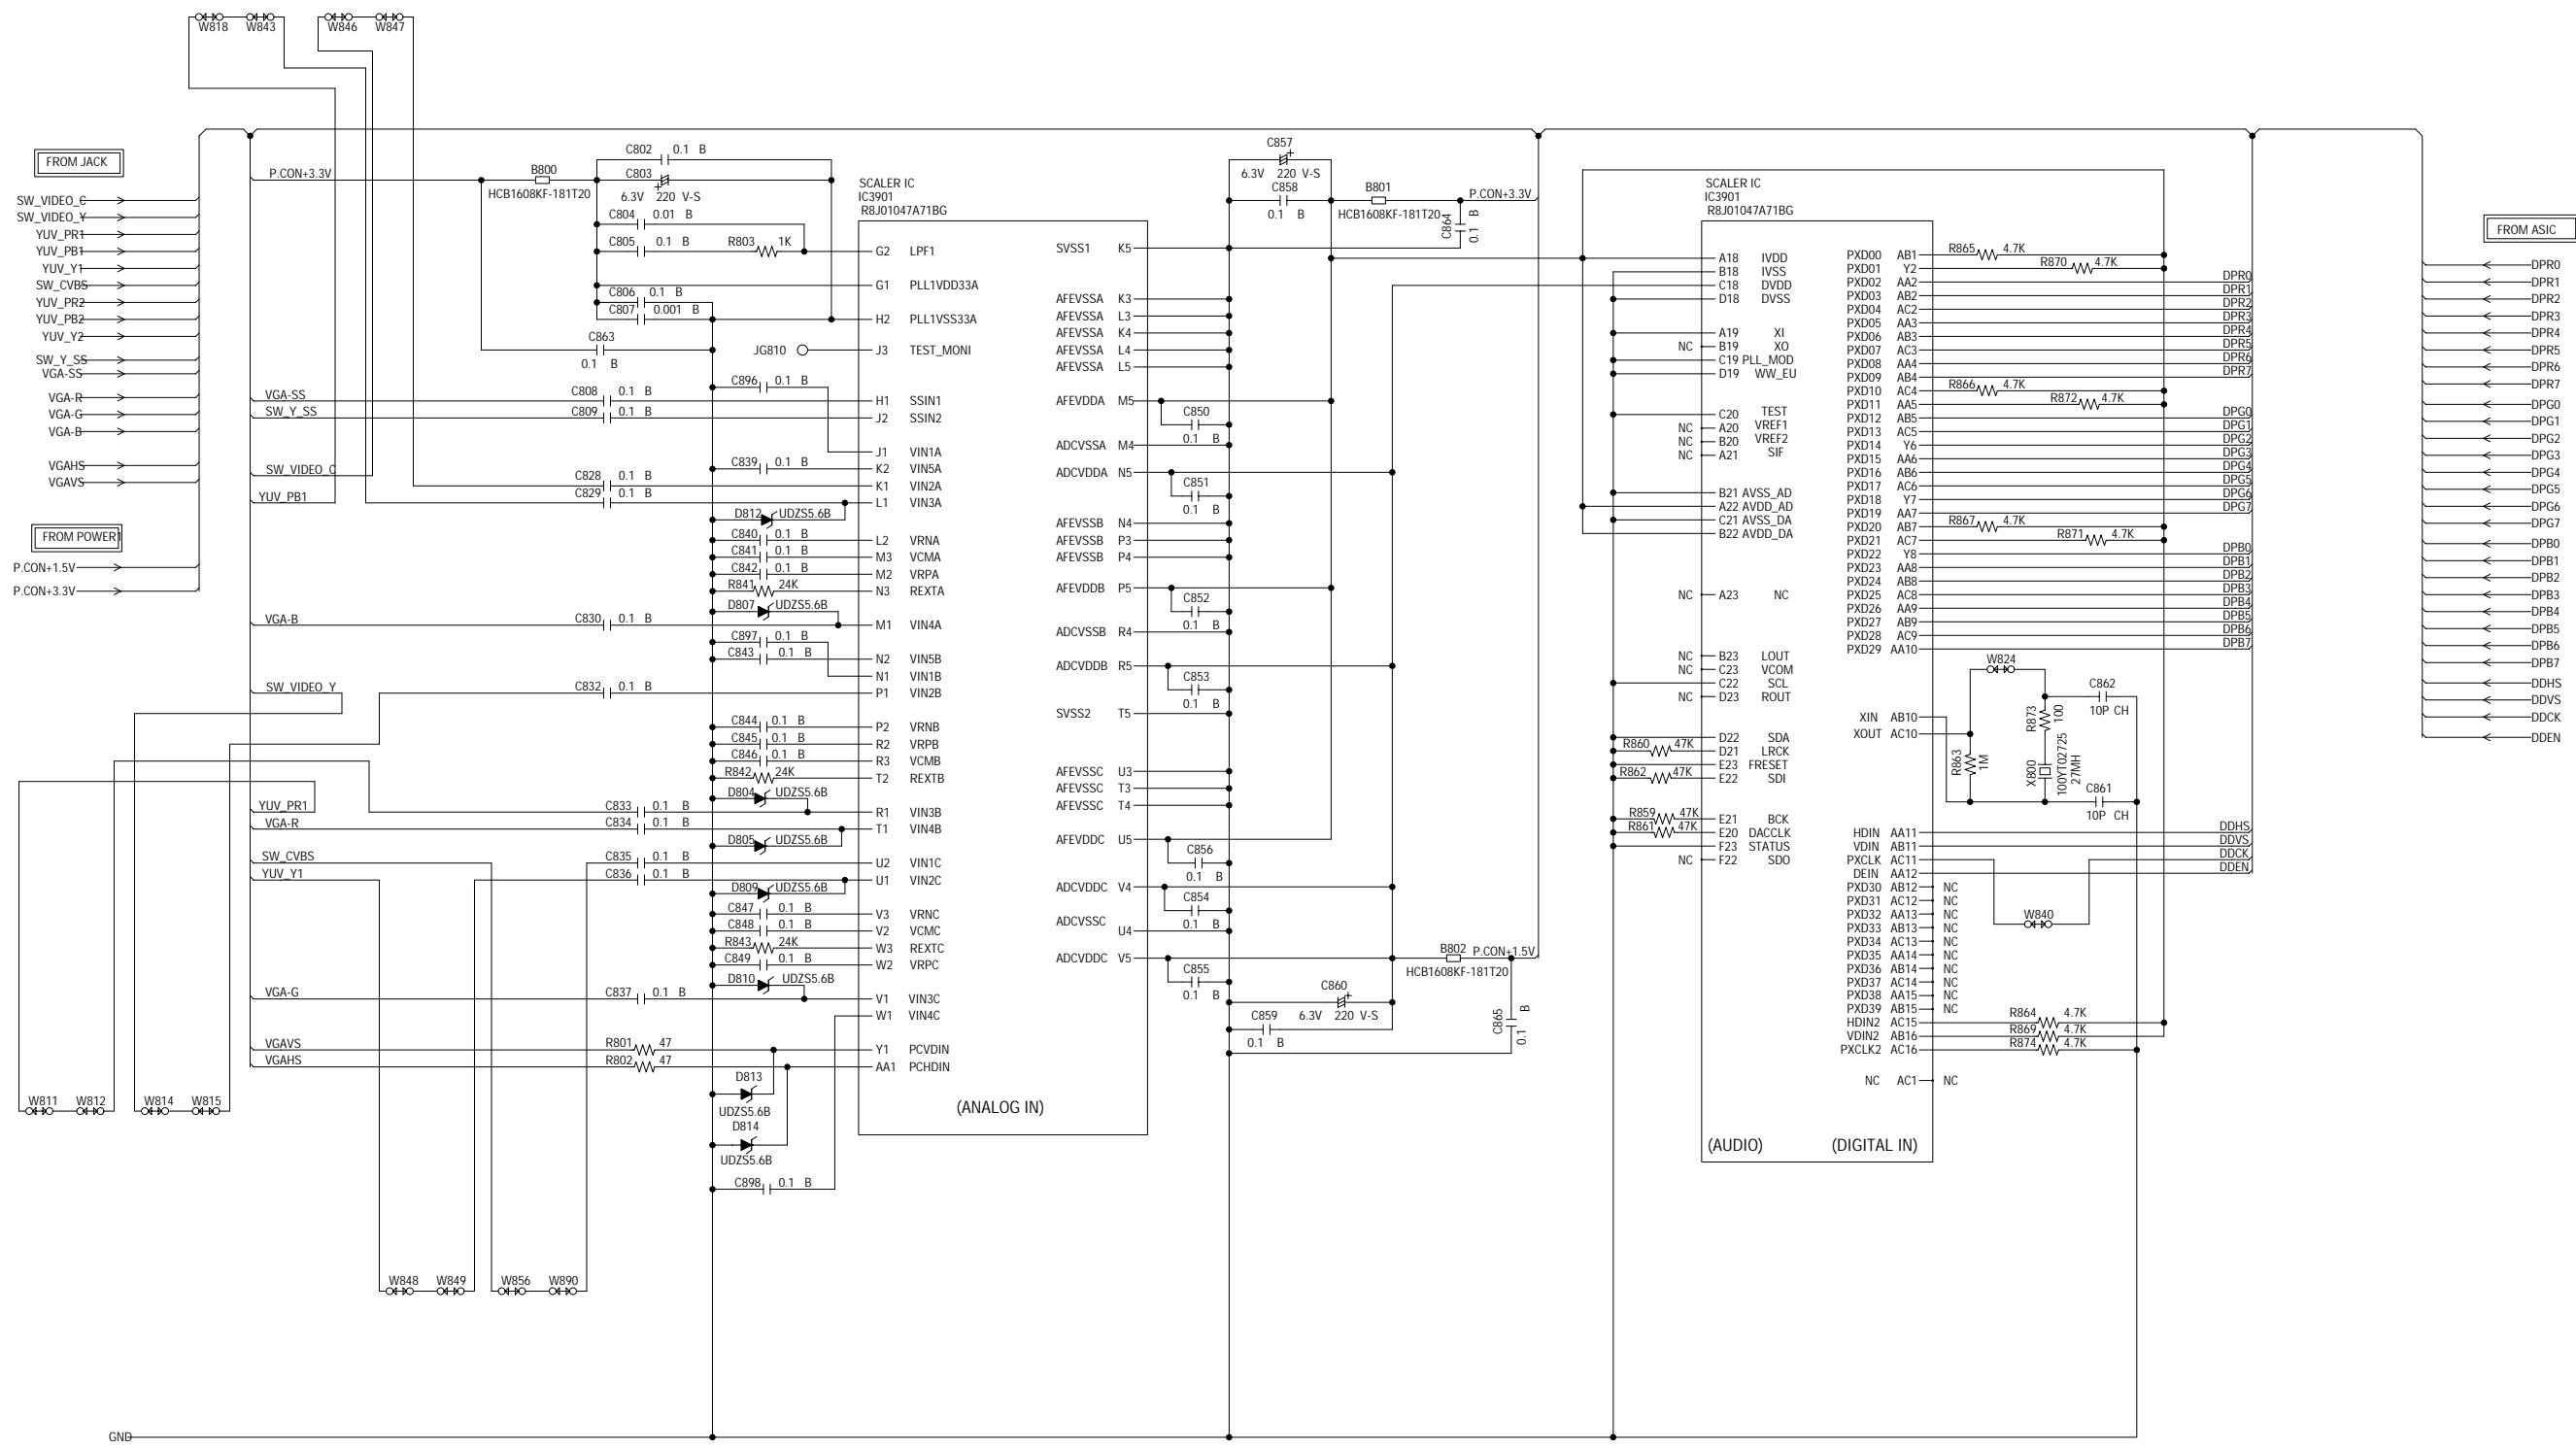 W818 W843 W846 W847
FROM JACK
SW_VIDEO_C
SW_VIDEO_Y
YUV_PR1
YUV_PB1
YUV_Y1
SW_CVBS
YUV_PR2
YUV_PB2
YUV_Y2
SW_Y_SS
VGA-SS
VGA-R
VGA-G
VGA-B
VGAHS
VGAVS
FROM POWER1
P.CON+1.5V
P.CON+3.3V
P.CON+3.3V
VGA-SS
SW_Y_SS
SW_VIDEO_C
YUV_PB1
VGA-B
SW_VIDEO_Y
YUV_PR1
VGA-R
SW_CVBS
YUV_Y1
VGA-G
VGAVS
VGAHS
W811 W812 W814 W815
W848 W849 W856 W890
GND
B800
HCB1608KF-181T20
C802 0.1 B
C803
6.3V 220 V-S
C804 0.01 B
C805 0.1 B R803 1K
C806 0.1 B
C807 0.001 B
C863
0.1 B
JG810
C896 0.1 B
C808 0.1 B
C809 0.1 B
C839 0.1 B
C828 0.1 B
C829 0.1 B
D812 UDZS5.6B
C840 0.1 B
C841 0.1 B
C842 0.1 B
R841 24K
D807 UDZS5.6B
C830 0.1 B
C897 0.1 B
C843 0.1 B
C832 0.1 B
C844 0.1 B
C845 0.1 B
C846 0.1 B
R842 24K
D804 UDZS5.6B
C833 0.1 B
C834 0.1 B
D805 UDZS5.6B
C835 0.1 B
C836 0.1 B
D809 UDZS5.6B
C847 0.1 B
C848 0.1 B
R843 24K
C849 0.1 B
D810 UDZS5.6B
C837 0.1 B
R801 47
R802 47
D813
UDZS5.6B
D814
UDZS5.6B
C898 0.1 B
SCALER IC
IC3901
R8J01047A71BG
G2 LPF1
G1 PLL1VDD33A
H2 PLL1VSS33A
J3 TEST_MONI
H1 SSIN1
J2 SSIN2
J1 VIN1A
K2 VIN5A
K1 VIN2A
L1 VIN3A
L2 VRNA
M3 VCMA
M2 VRPA
N3 REXTA
M1 VIN4A
N2 VIN5B
N1 VIN1B
P1 VIN2B
P2 VRNB
R2 VRPB
R3 VCMB
T2 REXTB
R1 VIN3B
T1 VIN4B
U2 VIN1C
U1 VIN2C
V3 VRNC
V2 VCMC
W3 REXTC
W2 VRPC
V1 VIN3C
W1 VIN4C
Y1 PCVDIN
AA1 PCHDIN
(ANALOG IN)
SVSS1 K5
AFEVSSA K3
AFEVSSA L3
AFEVSSA K4
AFEVSSA L4
AFEVSSA L5
AFEVDDA M5
ADCVSSA M4
ADCVDDA N5
AFEVSSB N4
AFEVSSB P3
AFEVSSB P4
AFEVDDB P5
ADCVSSB R4
ADCVDDB R5
SVSS2 T5
AFEVSSC U3
AFEVSSC T3
AFEVSSC T4
AFEVDDC U5
ADCVDDC V4
ADCVSSC
U4
ADCVDDC V5
C857
6.3V 220 V-S
C858
0.1 B
B801
HCB1608KF-181T20
P.CON+3.3V
C864
0.1 B
C850
0.1 B
C851
0.1 B
C852
0.1 B
C853
0.1 B
C856
0.1 B
C854
0.1 B
C855
0.1 B
B802 P.CON+1.5V
HCB1608KF-181T20
C860
6.3V 220 V-S
C859
0.1 B
C865
0.1 B
SCALER IC
IC3901
R8J01047A71BG
A18 IVDD
B18 IVSS
C18 DVDD
D18 DVSS
A19 XI
NC B19 XO
C19 PLL_MOD
D19 WW_EU
C20 TEST
NC A20 VREF1
NC B20 VREF2
NC A21 SIF
B21 AVSS_AD
A22 AVDD_AD
C21 AVSS_DA
B22 AVDD_DA
NC A23 NC
NC B23 LOUT
NC C23 VCOM
C22 SCL
NC D23 ROUT
D22 SDA
R860 47K D21 LRCK
E23 FRESET
R862 47K E22 SDI
R859 47K E21 BCK
R861 47K E20 DACCLK
F23 STATUS
NC F22 SDO
(AUDIO) (DIGITAL IN)
PXD00 AB1 R865 4.7K
PXD01 Y2 R870 4.7K
PXD02 AA2 DPR0
PXD03 AB2 DPR1
PXD04 AC2 DPR2
PXD05 AA3 DPR3
PXD06 AB3 DPR4
PXD07 AC3 DPR5
PXD08 AA4 DPR6
PXD09 AB4 DPR7
PXD10 AC4 R866 4.7K
PXD11 AA5 R872 4.7K
PXD12 AB5 DPG0
PXD13 AC5 DPG1
PXD14 Y6 DPG2
PXD15 AA6 DPG3
PXD16 AB6 DPG4
PXD17 AC6 DPG5
PXD18 Y7 DPG6
PXD19 AA7 DPG7
PXD20 AB7 R867 4.7K
PXD21 AC7 R871 4.7K
PXD22 Y8 DPB0
PXD23 AA8 DPB1
PXD24 AB8 DPB2
PXD25 AC8 DPB3
PXD26 AA9 DPB4
PXD27 AB9 DPB5
PXD28 AC9 DPB6
PXD29 AA10 DPB7
W824
C862
10P CH
R873
100
XIN AB10
XOUT AC10
R863
1M
X800
100YT02725
27MH
C861
10P CH
HDIN AA11 DDHS
VDIN AB11 DDVS
PXCLK AC11 DDCK
DEIN AA12 DDEN
PXD30 AB12 NC
PXD31 AC12 NC
PXD32 AA13 NC
PXD33 AB13 NC
PXD34 AC13 NC
PXD35 AA14 NC
PXD36 AB14 NC
PXD37 AC14 NC
PXD38 AA15 NC
PXD39 AB15 NC
W840
HDIN2 AC15 R864 4.7K
VDIN2 AB16 R869 4.7K
PXCLK2 AC16 R874 4.7K
NC AC1 NC
FROM ASIC
DPR0
DPR1
DPR2
DPR3
DPR4
DPR5
DPR6
DPR7
DPG0
DPG1
DPG2
DPG3
DPG4
DPG5
DPG6
DPG7
DPB0
DPB1
DPB2
DPB3
DPB4
DPB5
DPB6
DPB7
DDHS
DDVS
DDCK
DDEN